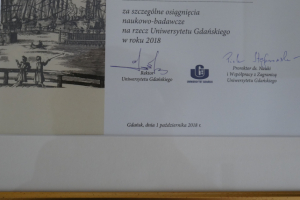 za szczególne osiągnięcia
naukowo-badawcze
na rzecz Uniwersytetu Gdańskiego
w roku 2018
Rektor
Uniwersytetu Gdańskiego
Prorektor ds. Nauki
i Współpracy z Zagranicą
Uniwersytetu Gdańskiego
Gdańsk, dnia 1 października 2018 r.